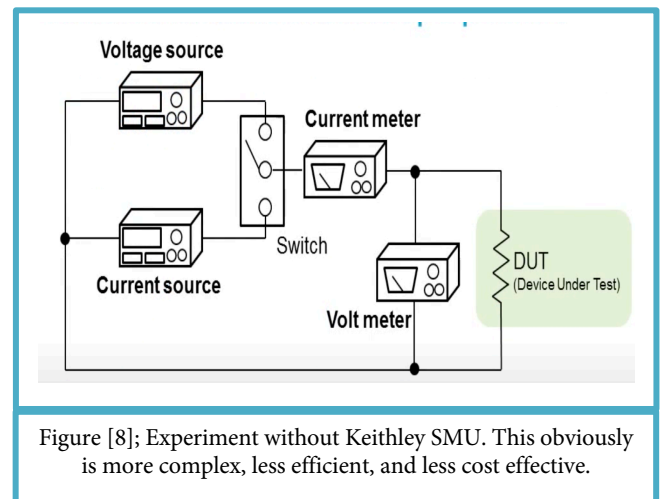 Voltage source
Current meter
Switch
Current source
DUT
(Device Under Test)
Volt meter
Figure [8]; Experiment without Keithley SMU. This obviously
is more complex, less efficient, and less cost effective.